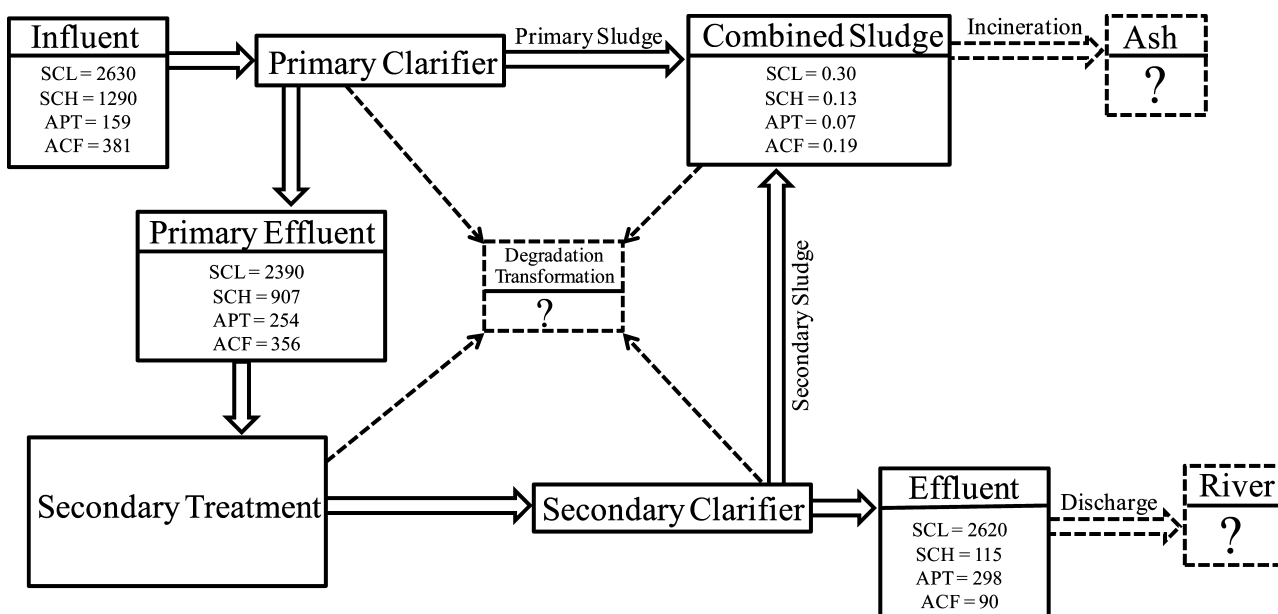 Influent
SCL = 2630
SCH = 1290
APT = 159
ACF = 381
Primary Clarifier
Primary Sludge
Combined Sludge
SCL = 0.30
SCH = 0.13
APT = 0.07
ACF = 0.19
Incineration
Ash
?
Primary Effluent
SCL = 2390
SCH = 907
APT = 254
ACF = 356
Degradation
Transformation
?
Secondary Sludge
Secondary Treatment
Secondary Clarifier
Effluent
SCL = 2620
SCH = 115
APT = 298
ACF = 90
Discharge
River
?